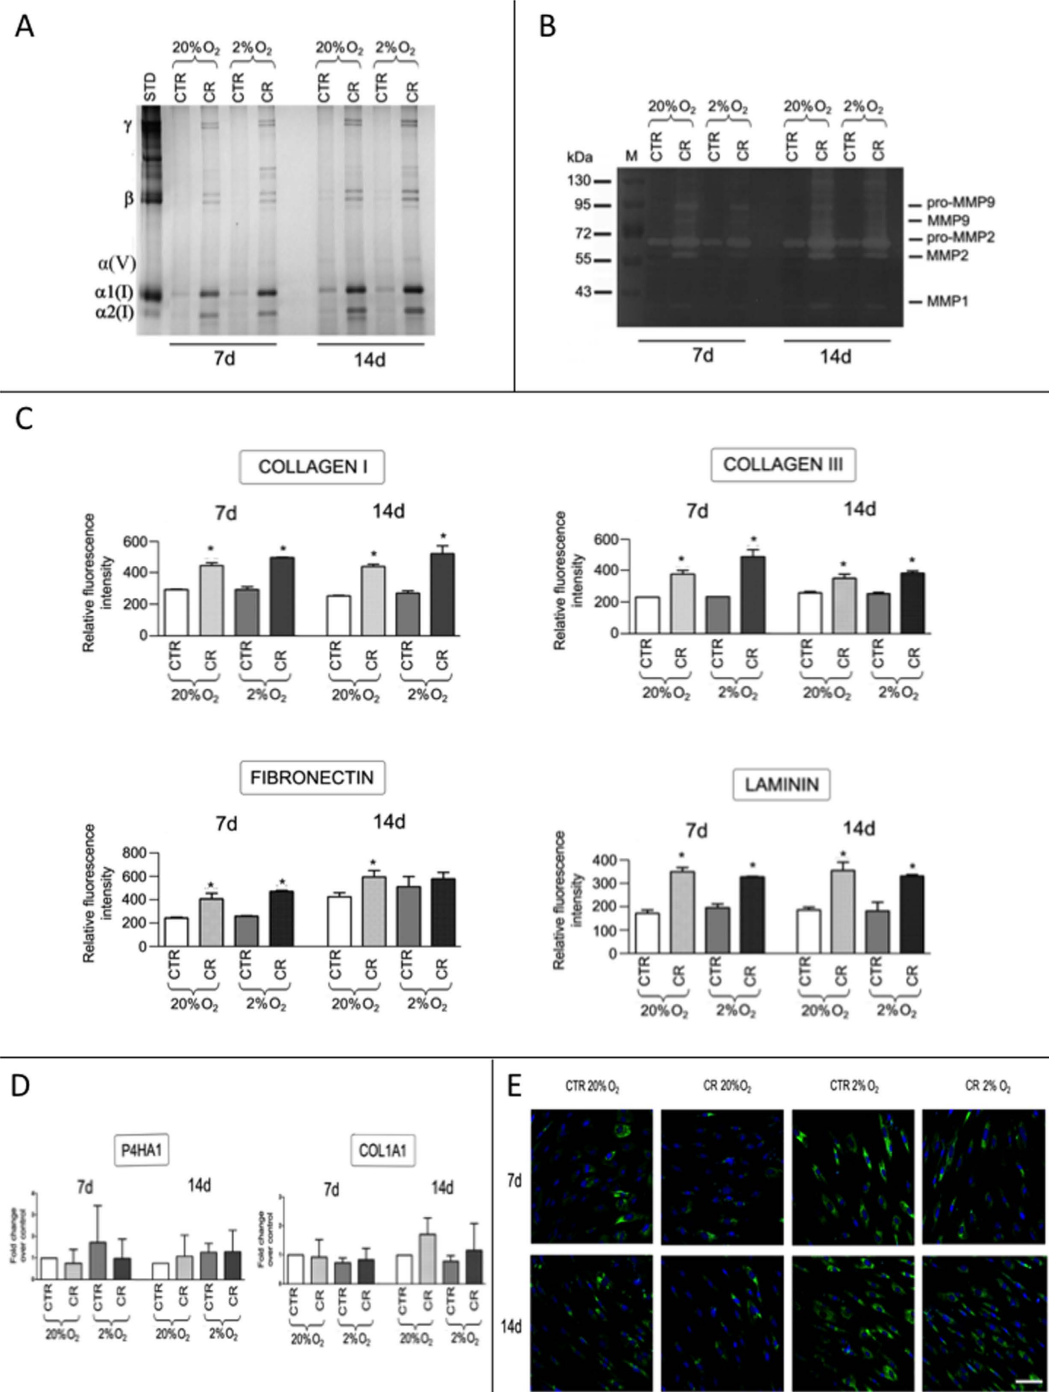 A
20%O2 2%O2 20%O2 2%O2
STD CTR CR CTR CR CTR CR CTR CR
γ
β
α(V)
α1(I)
α2(I)
7d 14d
B
20%O2 2%O2 20%O2 2%O2
kDa M CTR CR CTR CR CTR CR CTR CR
130
95
72
55
43
pro-MMP9
MMP9
pro-MMP2
MMP2
MMP1
7d 14d
C
COLLAGEN I
7d 14d
Relative fluorescence
intensity
600
400
200
0
* * * *
CTR CR CTR CR CTR CR CTR CR
20%O2 2%O2 20%O2 2%O2
COLLAGEN III
7d 14d
Relative fluorescence
intensity
600
400
200
0
* * * *
CTR CR CTR CR CTR CR CTR CR
20%O2 2%O2 20%O2 2%O2
FIBRONECTIN
7d 14d
Relative fluorescence
intensity
800
600
400
200
0
* * *
CTR CR CTR CR CTR CR CTR CR
20%O2 2%O2 20%O2 2%O2
LAMININ
7d 14d
Relative fluorescence
intensity
400
300
200
100
0
* * * *
CTR CR CTR CR CTR CR CTR CR
20%O2 2%O2 20%O2 2%O2
D
P4HA1
7d 14d
Fold change
over control
CTR CR CTR CR CTR CR CTR CR
20%O2 2%O2 20%O2 2%O2
COL1A1
7d 14d
Fold change
over control
CTR CR CTR CR CTR CR CTR CR
20%O2 2%O2 20%O2 2%O2
E
CTR 20% O2 CR 20%O2 CTR 2% O2 CR 2% O2
7d
14d